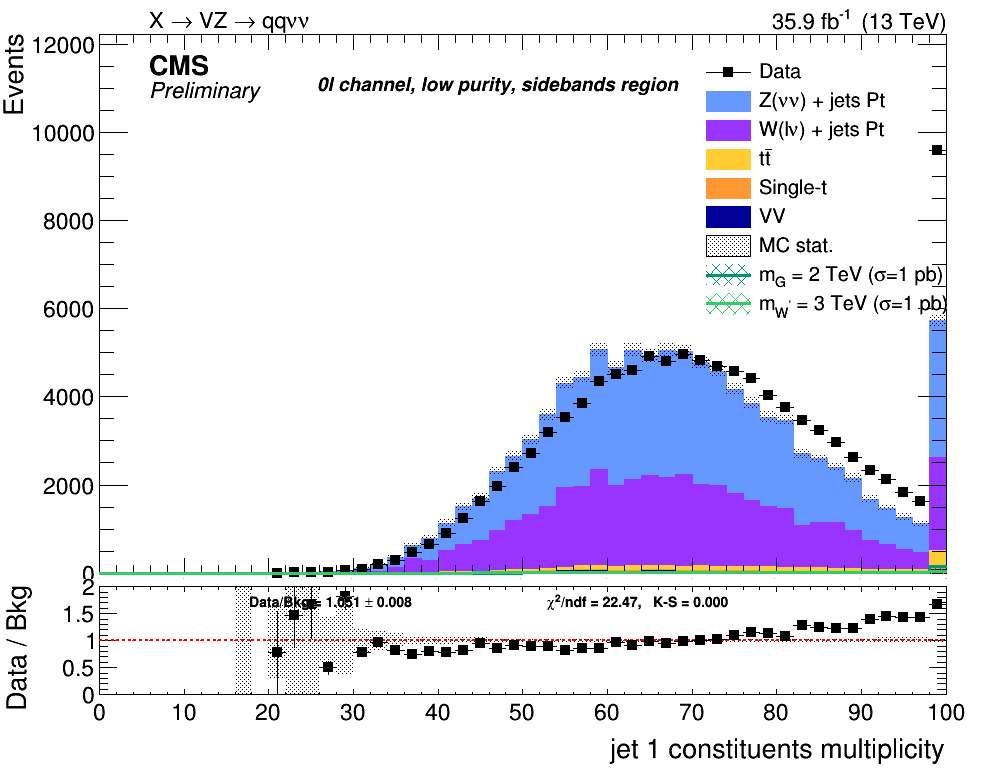 X → VZ → qqνν
35.9 fb⁻¹ (13 TeV)
Events
12000
10000
8000
6000
4000
2000
0
CMS
Preliminary
0l channel, low purity, sidebands region
Data
Z(νν) + jets Pt
W(lν) + jets Pt
tt̄
Single-t
VV
MC stat.
m_G = 2 TeV (σ=1 pb)
m_W' = 3 TeV (σ=1 pb)
Data / Bkg
2
1.5
1
0.5
0
Data/Bkg = 1.051 ± 0.008
χ²/ndf = 22.47, K-S = 0.000
0 10 20 30 40 50 60 70 80 90 100
jet 1 constituents multiplicity